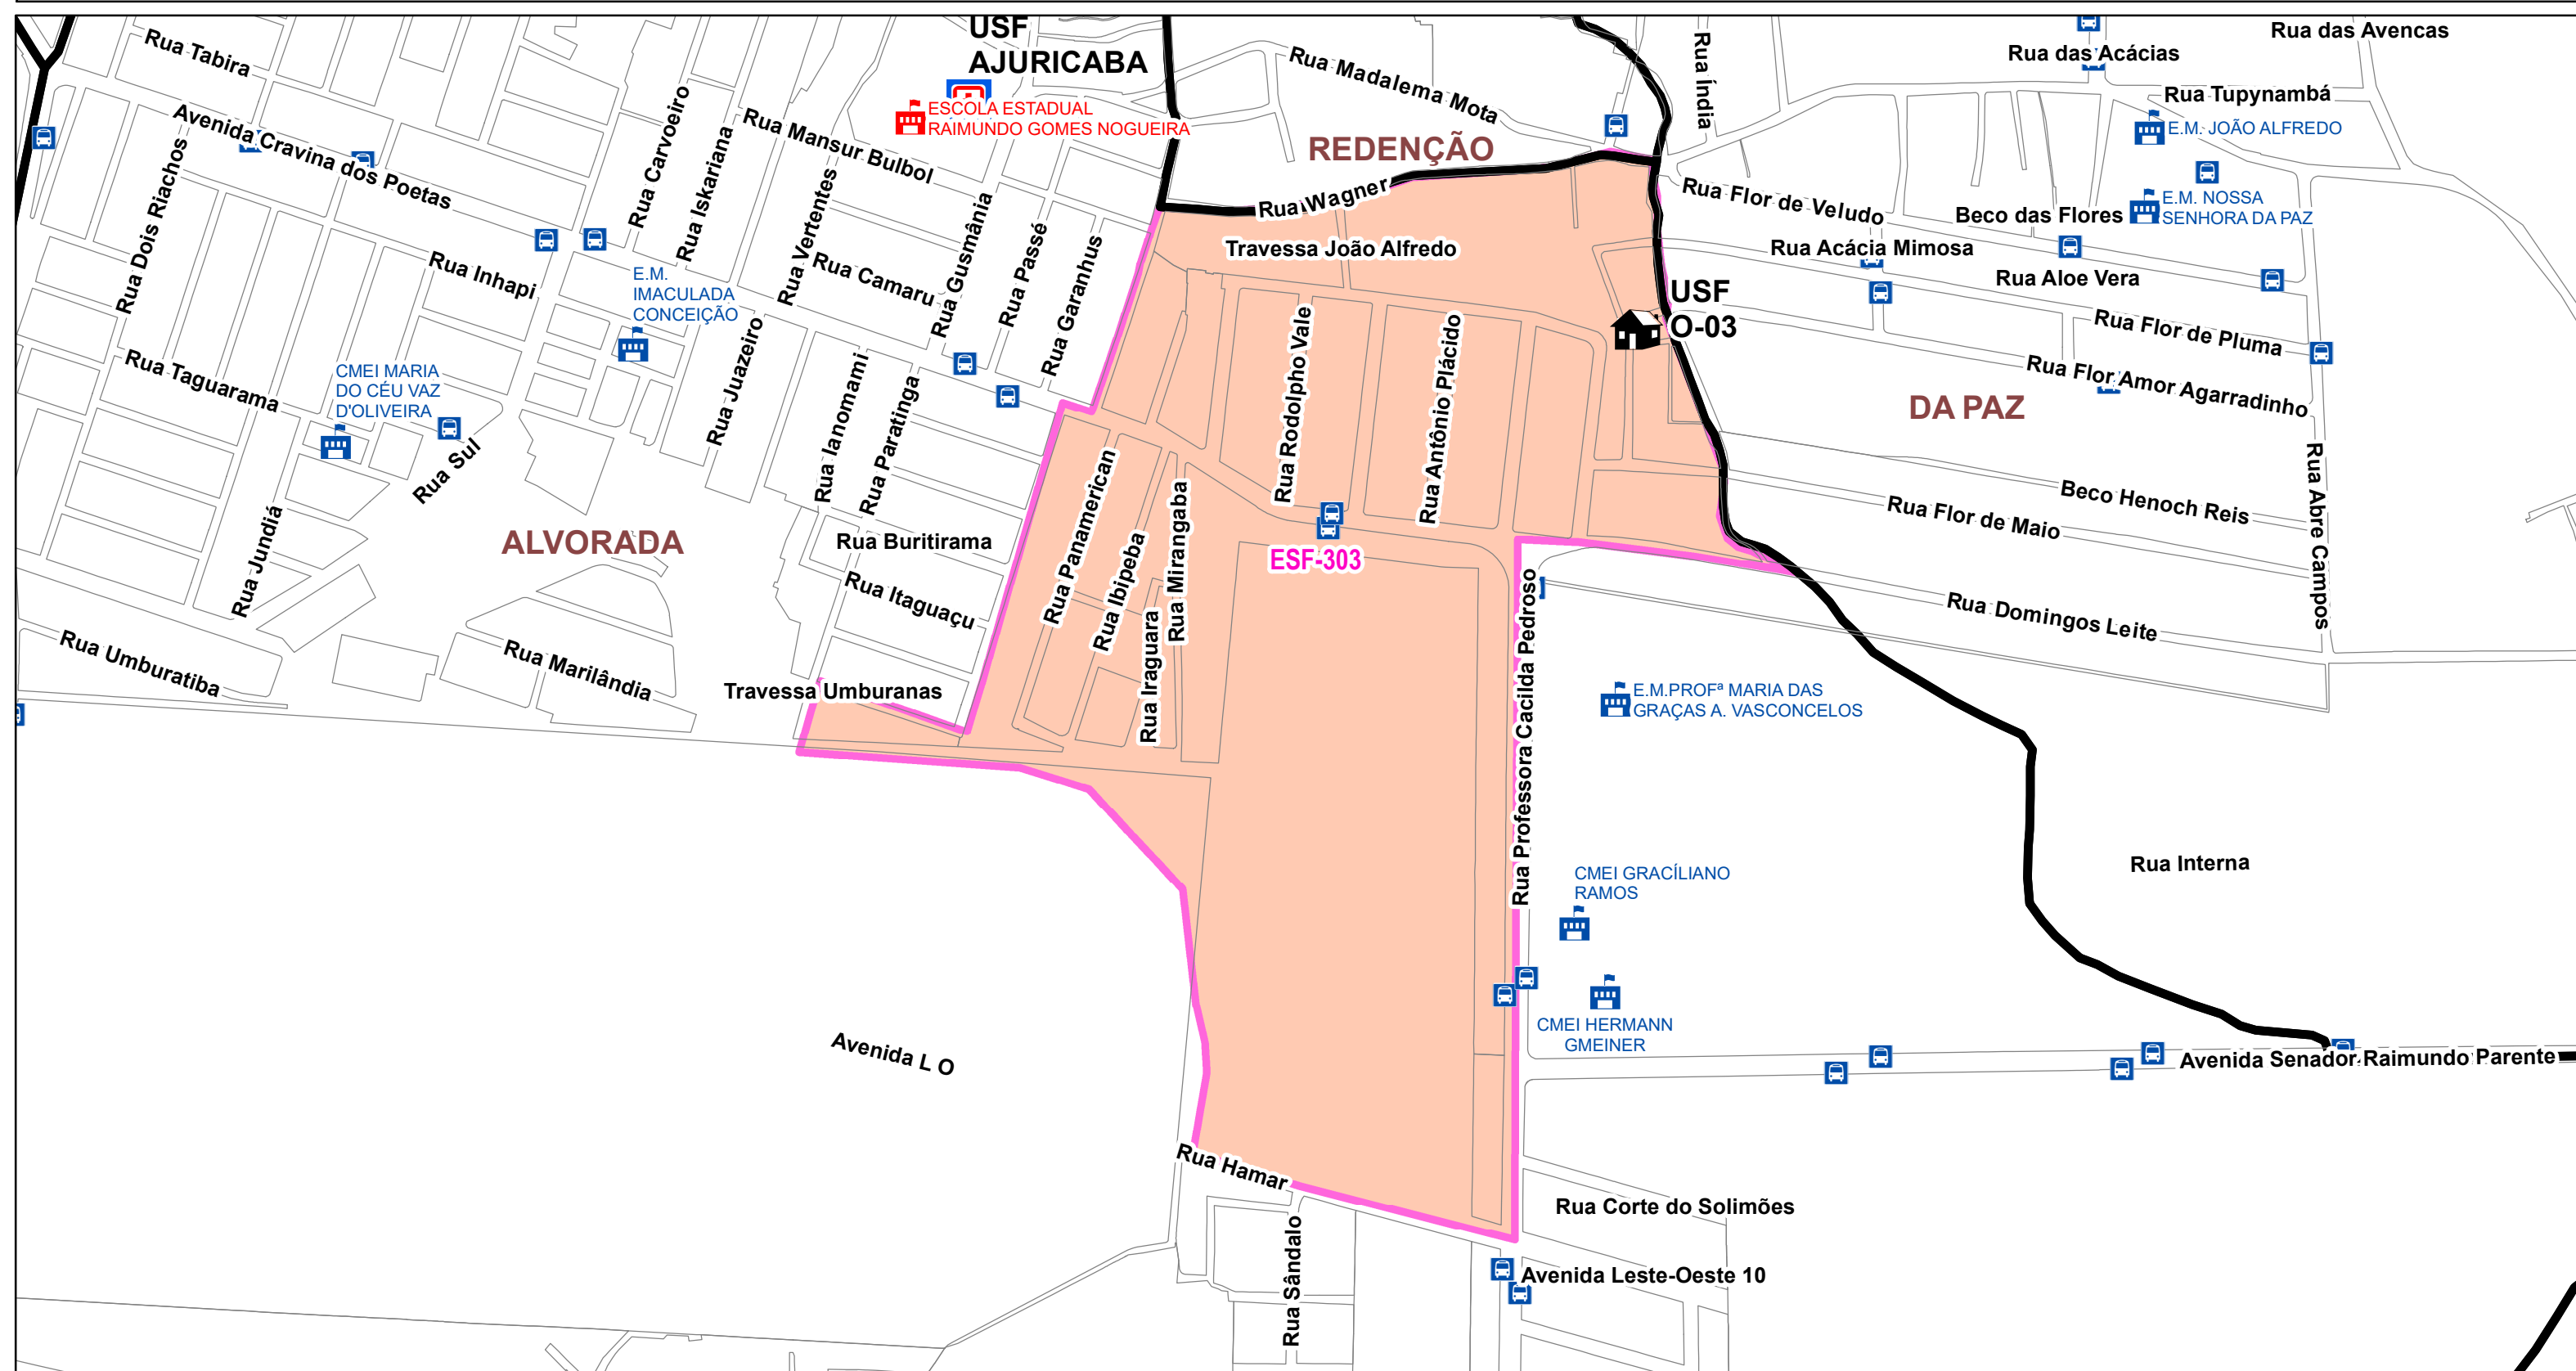 USF
AJURICABA
Rua das Avencas
Rua Tabira
Rua das Acácias
Rua Madalema Mota
Rua Índia
Rua Tupynambá
Rua Carvoeiro
ESCOLA ESTADUAL
RAIMUNDO GOMES NOGUEIRA
Avenida Cravina dos Poetas
Rua Iskariana
Rua Mansur Bulbol
REDENÇÃO
E.M. JOÃO ALFREDO
Rua Dois Riachos
Rua Vertentes
Rua Gusmânia
Rua Passé
Rua Garanhus
Rua Wagner
Rua Flor de Veludo
Beco das Flores
E.M. NOSSA
SENHORA DA PAZ
Travessa João Alfredo
Rua Acácia Mimosa
Rua Inhapi
E.M.
IMACULADA
CONCEIÇÃO
Rua Camaru
Rua Aloe Vera
USF
O-03
Rua Flor de Pluma
Rua Taguarama
CMEI MARIA
DO CÉU VAZ
D'OLIVEIRA
Rua Juazeiro
Rua Ianomami
Rua Paratinga
Rua Rodolpho Vale
Rua Antônio Plácido
Rua Flor Amor Agarradinho
DA PAZ
Rua Sul
Rua Jundiá
Rua Panamerican
Rua Ibipeba
Rua Mirangaba
Rua Iraguara
Beco Henoch Reis
Rua Flor de Maio
Rua Abre Campos
ALVORADA
Rua Buritirama
ESF-303
Rua Itaguaçu
Rua Professora Cacilda Pedroso
Rua Domingos Leite
Rua Umburatiba
Rua Marilândia
Travessa Umburanas
E.M.PROFª MARIA DAS
GRAÇAS A. VASCONCELOS
Rua Interna
CMEI GRACÍLIANO
RAMOS
CMEI HERMANN
GMEINER
Avenida L O
Avenida Senador Raimundo Parente
Rua Hamar
Rua Corte do Solimões
Rua Sândalo
Avenida Leste-Oeste 10